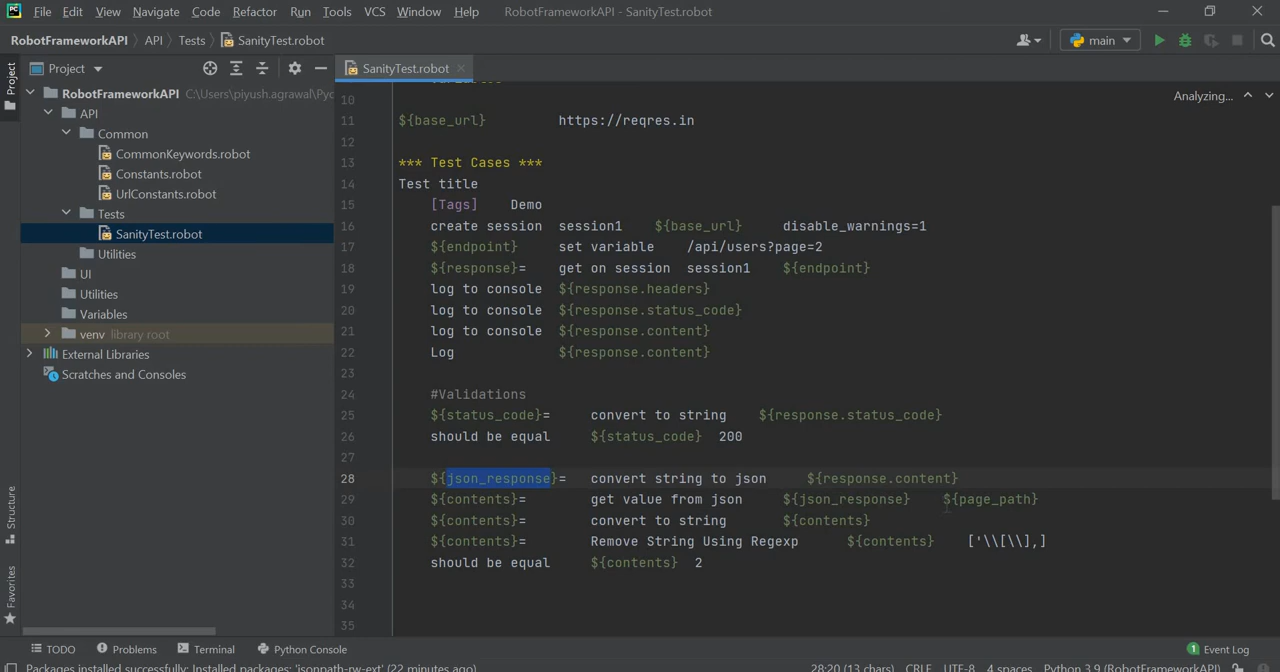 PC File Edit View Navigate Code Refactor Run Tools VCS Window Help RobotFrameworkAPI - SanityTest.robot
RobotFrameworkAPI API Tests SanityTest.robot main
Project SanityTest.robot
Project
Structure
Favorites
RobotFrameworkAPI C:\Users\piyush.agrawal\Pyc
API
Common
CommonKeywords.robot
Constants.robot
UrlConstants.robot
Tests
SanityTest.robot
Utilities
UI
Utilities
Variables
venv library root
External Libraries
Scratches and Consoles
Analyzing...
10
11 ${base_url} https://reqres.in
12
13 *** Test Cases ***
14 Test title
15 [Tags] Demo
16 create session session1 ${base_url} disable_warnings=1
17 ${endpoint} set variable /api/users?page=2
18 ${response}= get on session session1 ${endpoint}
19 log to console ${response.headers}
20 log to console ${response.status_code}
21 log to console ${response.content}
22 Log ${response.content}
23
24 #Validations
25 ${status_code}= convert to string ${response.status_code}
26 should be equal ${status_code} 200
27
28 ${json_response}= convert string to json ${response.content}
29 ${contents}= get value from json ${json_response} ${page_path}
30 ${contents}= convert to string ${contents}
31 ${contents}= Remove String Using Regexp ${contents} ['\\[\\],]
32 should be equal ${contents} 2
33
34
35
TODO Problems Terminal Python Console 1 Event Log
Packages installed successfully: Installed packages: 'jsonpath-rw-ext' (22 minutes ago) 28:20 (13 chars) CRLF UTF-8 4 spaces Python 3.9 (RobotFrameworkAPI)